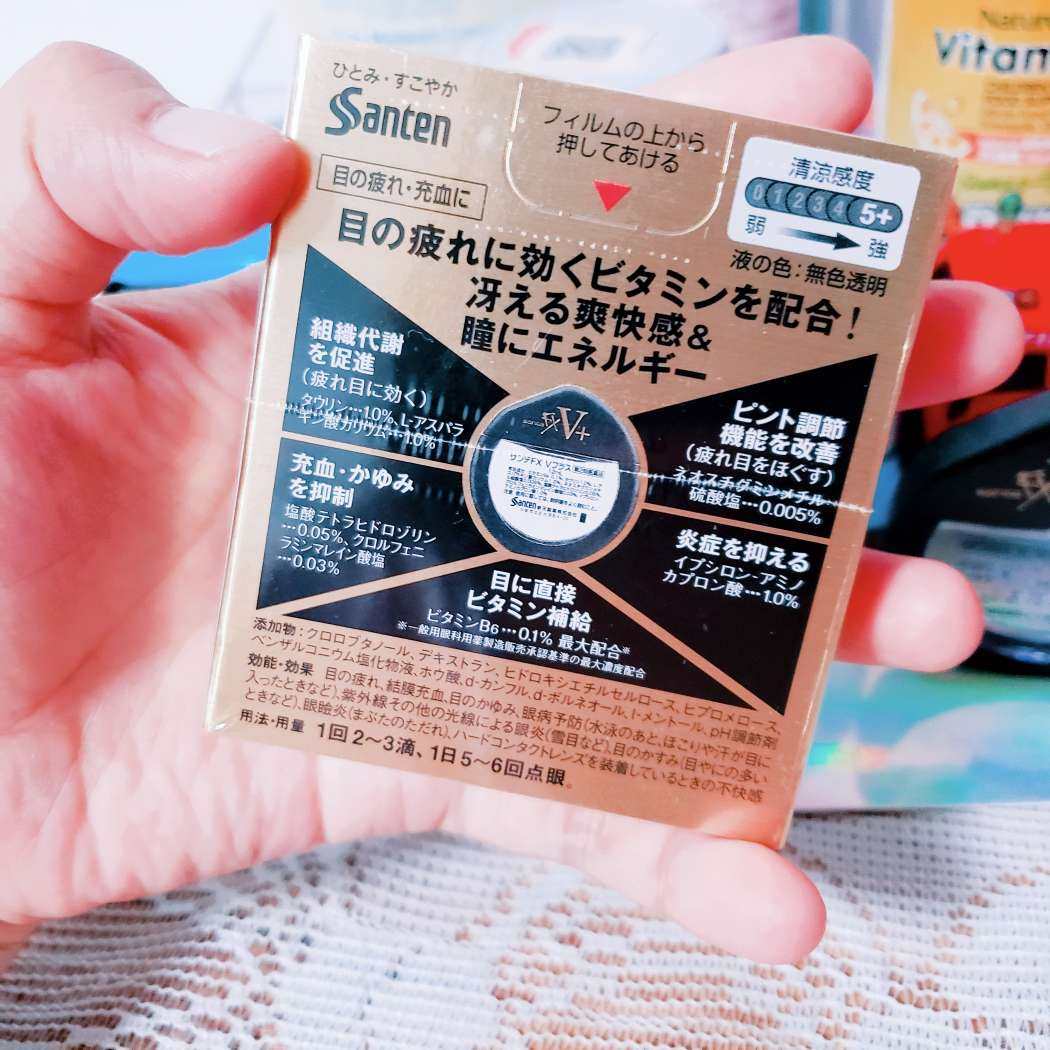 ひとみ・すこやか
Santen
フィルムの上から
押してあける
清涼感度
0 1 2 3 4 5+
弱
強
液の色：無色透明
目の疲れ・充血に
目の疲れに効くビタミンを配合！
冴える爽快感&
瞳にエネルギー
組織代謝
を促進
（疲れ目に効く）
タウリン…1.0%、L-アスパラ
ギン酸カリウム…1.0%
ピント調節
機能を改善
（疲れ目をほぐす）
ネオスチグミンメチル
硫酸塩…0.005%
充血・かゆみ
を抑制
塩酸テトラヒドロゾリン
…0.05%、クロルフェニ
ラミンマレイン酸塩
…0.03%
炎症を抑える
イプシロン-アミノ
カプロン酸…1.0%
目に直接
ビタミン補給
ビタミンB6…0.1% 最大配合※
※一般用眼科用薬製造販売承認基準の最大濃度配合
FX V+
サンテFX Vプラス
Santen
添加物：クロロブタノール、デキストラン、ヒドロキシエチルセルロース、ヒプロメロース、
ベンザルコニウム塩化物液、ホウ酸、d-カンフル、d-ボルネオール、l-メントール、pH調節剤
効能・効果 目の疲れ、結膜充血、目のかゆみ、眼病予防（水泳のあと、ほこりや汗が目に
入ったときなど）、紫外線その他の光線による眼炎（雪目など）、目のかすみ（目やにの多い
ときなど）、眼瞼炎（まぶたのただれ）、ハードコンタクトレンズを装着しているときの不快感
用法・用量 1回2〜3滴、1日5〜6回点眼。
Vitam